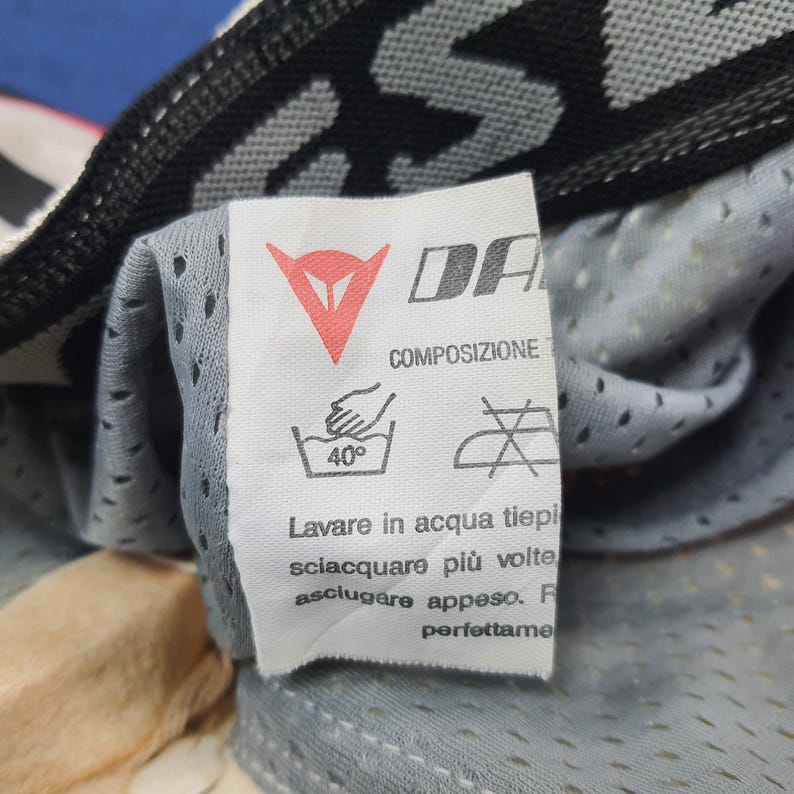 DA
COMPOSIZIONE
40°
Lavare in acqua tiepi
sciacquare più volte,
asciugare appeso. R
perfettame